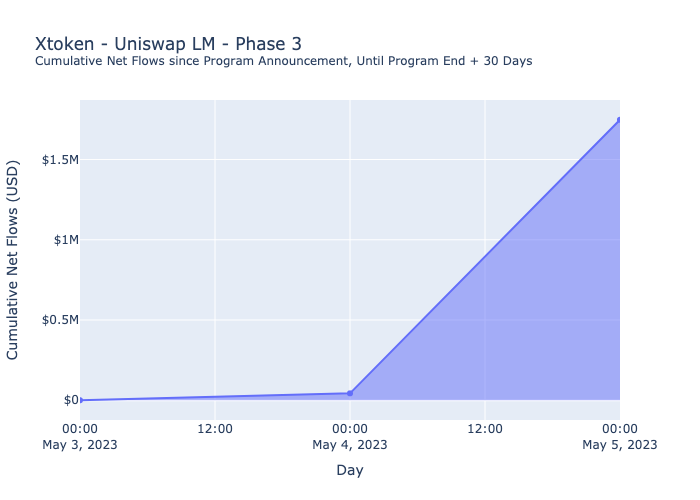 Xtoken - Uniswap LM - Phase 3
Cumulative Net Flows since Program Announcement, Until Program End + 30 Days
Cumulative Net Flows (USD)
$1.5M
$1M
$0.5M
$0
00:00 12:00 00:00 12:00 00:00
May 3, 2023 May 4, 2023 May 5, 2023
Day